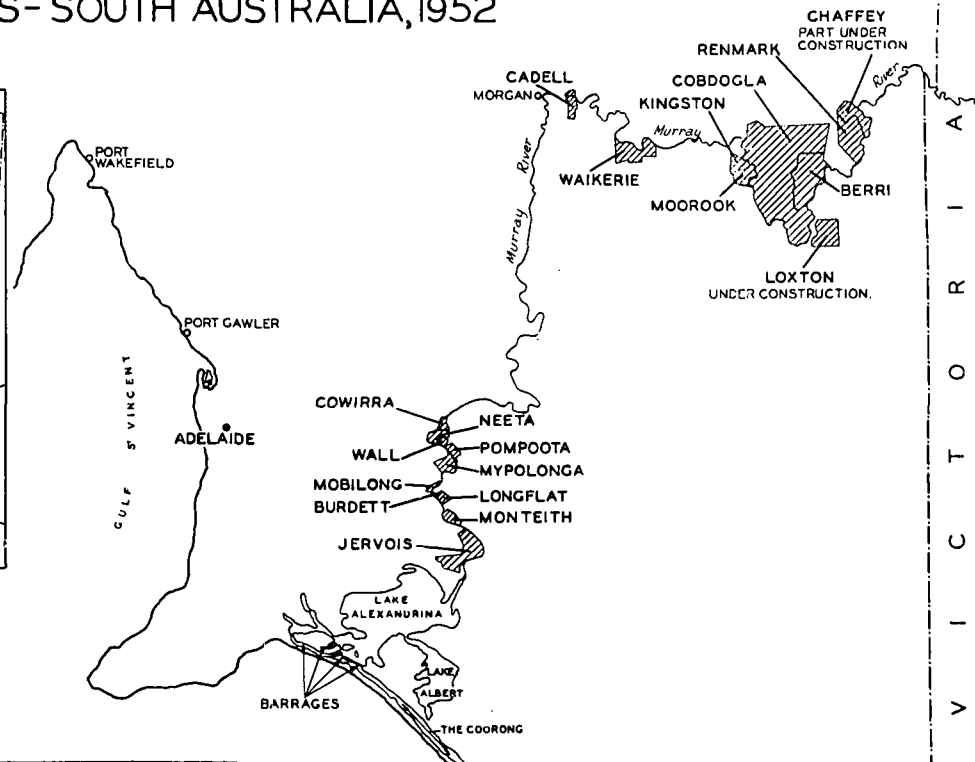 S-SOUTH AUSTRALIA, 1952
CHAFFEY
PART UNDER
CONSTRUCTION
RENMARK
River
CADELL
COBDOGLA
MORGAN
KINGSTON
Murray
PORT
WAKEFIELD
WAIKERIE
MOOROOK
BERRI
Murray River
LOXTON
UNDER CONSTRUCTION.
PORT GAWLER
GULF ST VINCENT
ADELAIDE
COWIRRA
NEETA
WALL
POMPOOTA
MYPOLONGA
MOBILONG
LONGFLAT
BURDETT
MONTEITH
JERVOIS
LAKE
ALEXANURINA
LAKE
ALBERT
BARRAGES
THE COORONG
VICTORIA